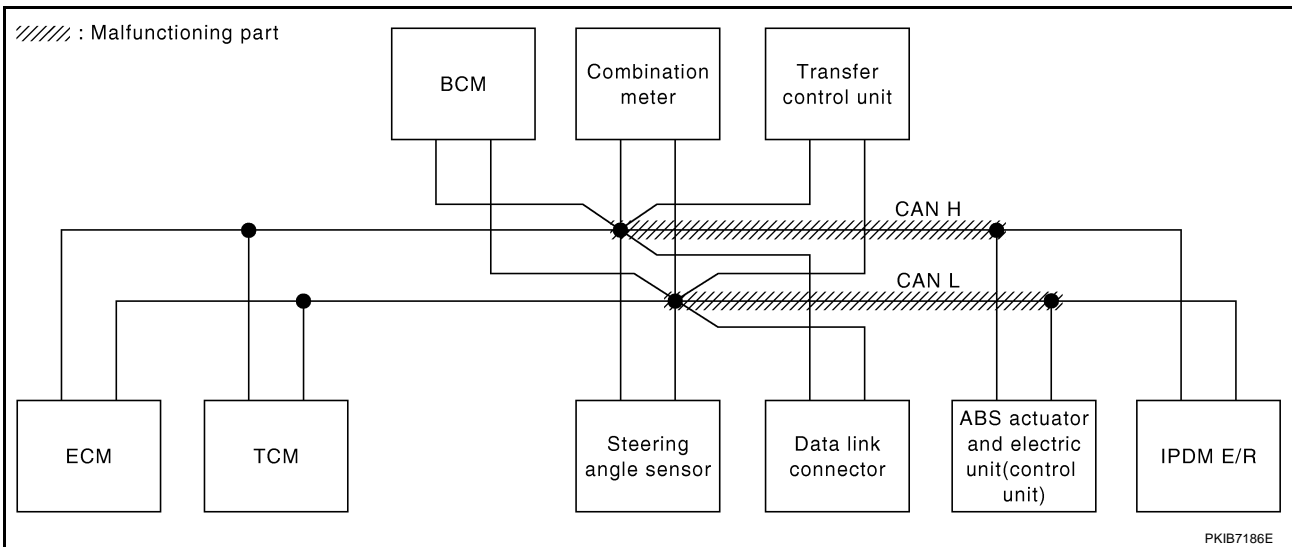 : Malfunctioning part
BCM
Combination
meter
Transfer
control unit
CAN H
CAN L
ECM
TCM
Steering
angle sensor
Data link
connector
ABS actuator
and electric
unit(control
unit)
IPDM E/R
PKIB7186E